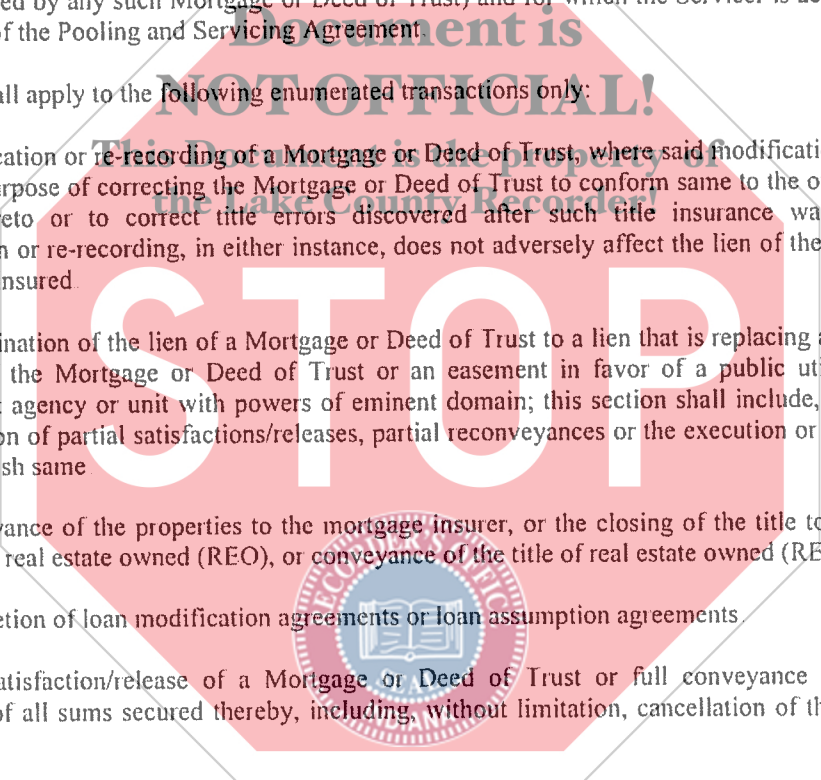 ed by any such Mortgage or Deed of Trust) and for which the Servicer is
Document is
of the Pooling and Servicing Agreement.
all apply to the following enumerated transactions only:
NOT OFFICIAL!
cation or re-recording of a Mortgage or Deed of Trust, where said modificati
This Document is the property of
rpose of correcting the Mortgage or Deed of Trust to conform same to the o
the Lake County Recorder!
eto or to correct title errors discovered after such title insurance wa
n or re-recording, in either instance, does not adversely affect the lien of the
nsured.
STOP
ination of the lien of a Mortgage or Deed of Trust to a lien that is replacing a
the Mortgage or Deed of Trust or an easement in favor of a public uti
t agency or unit with powers of eminent domain; this section shall include,
on of partial satisfactions/releases, partial reconveyances or the execution or
sh same.
yance of the properties to the mortgage insurer, or the closing of the title to
real estate owned (REO), or conveyance of the title of real estate owned (RE
RECORDER'S OFFIC
etion of loan modification agreements or loan assumption agreements.
SEAL
atisfaction/release of a Mortgage or Deed of Trust or full conveyance
of all sums secured thereby, including, without limitation, cancellation of th
INDIANA